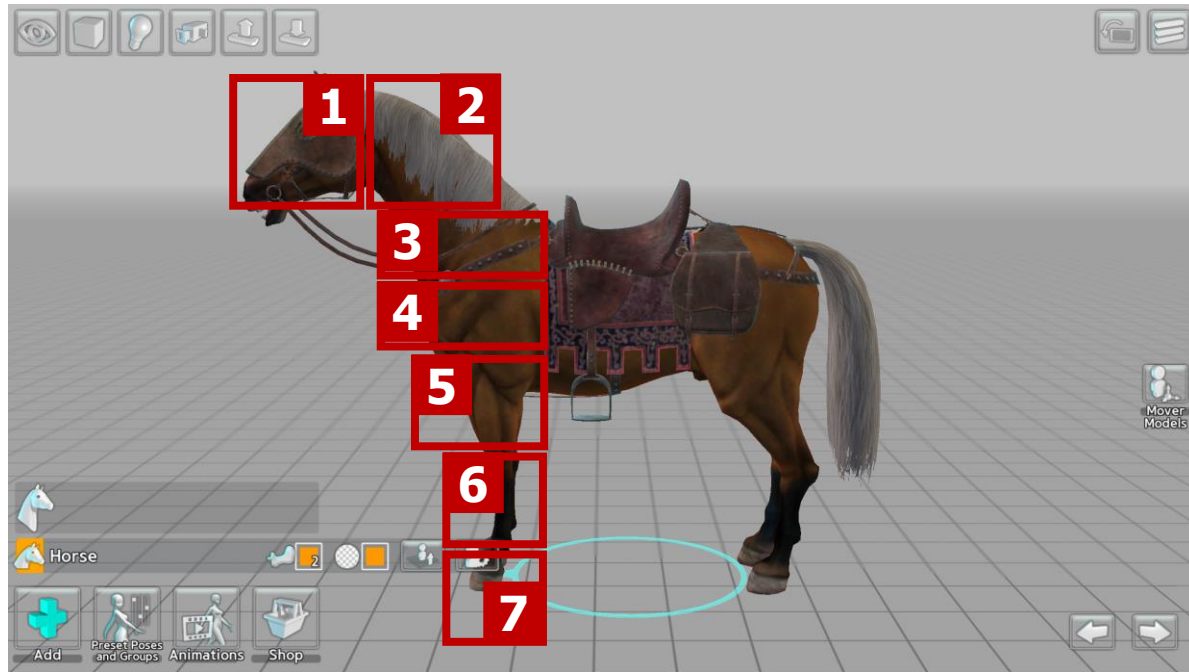 1
2
3
4
5
6
7
Mover
Models
Horse
2
Add
Preset Poses
and Groups
Animations
Shop